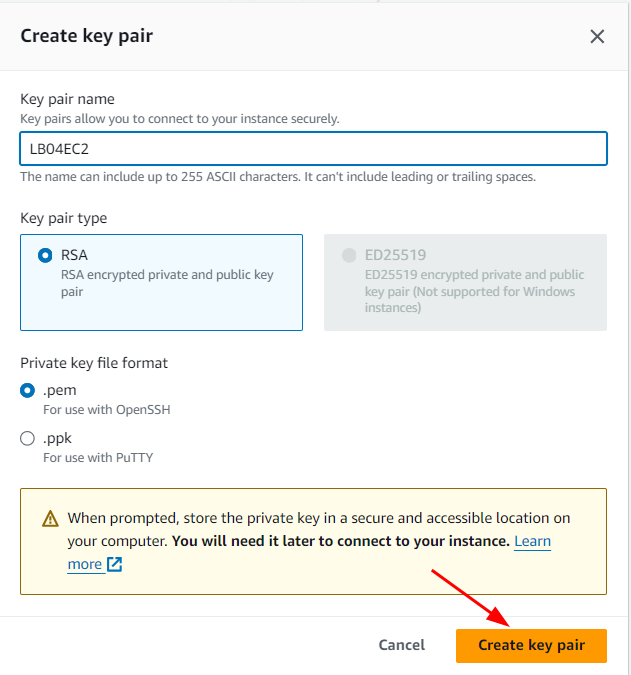 Create key pair
Key pair name
Key pairs allow you to connect to your instance securely.
LB04EC2
The name can include up to 255 ASCII characters. It can't include leading or trailing spaces.
Key pair type
RSA
RSA encrypted private and public key
pair
ED25519
ED25519 encrypted private and public
key pair (Not supported for Windows
instances)
Private key file format
.pem
For use with OpenSSH
.ppk
For use with PuTTY
When prompted, store the private key in a secure and accessible location on
your computer. You will need it later to connect to your instance. Learn
more
Cancel
Create key pair